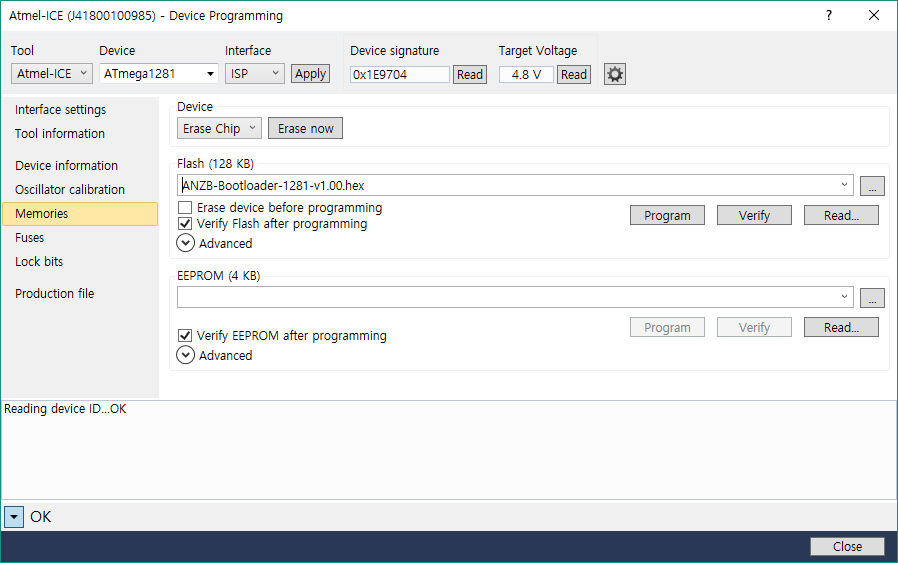 Atmel-ICE (J41800100985) - Device Programming
Tool Device Interface Device signature Target Voltage
Atmel-ICE ATmega1281 ISP Apply 0x1E9704 Read 4.8 V Read
Interface settings
Tool information
Device information
Oscillator calibration
Memories
Fuses
Lock bits
Production file
Device
Erase Chip Erase now
Flash (128 KB)
ANZB-Bootloader-1281-v1.00.hex ...
Erase device before programming
Verify Flash after programming
Program Verify Read...
Advanced
EEPROM (4 KB)
...
Program Verify Read...
Verify EEPROM after programming
Advanced
Reading device ID...OK
OK
Close